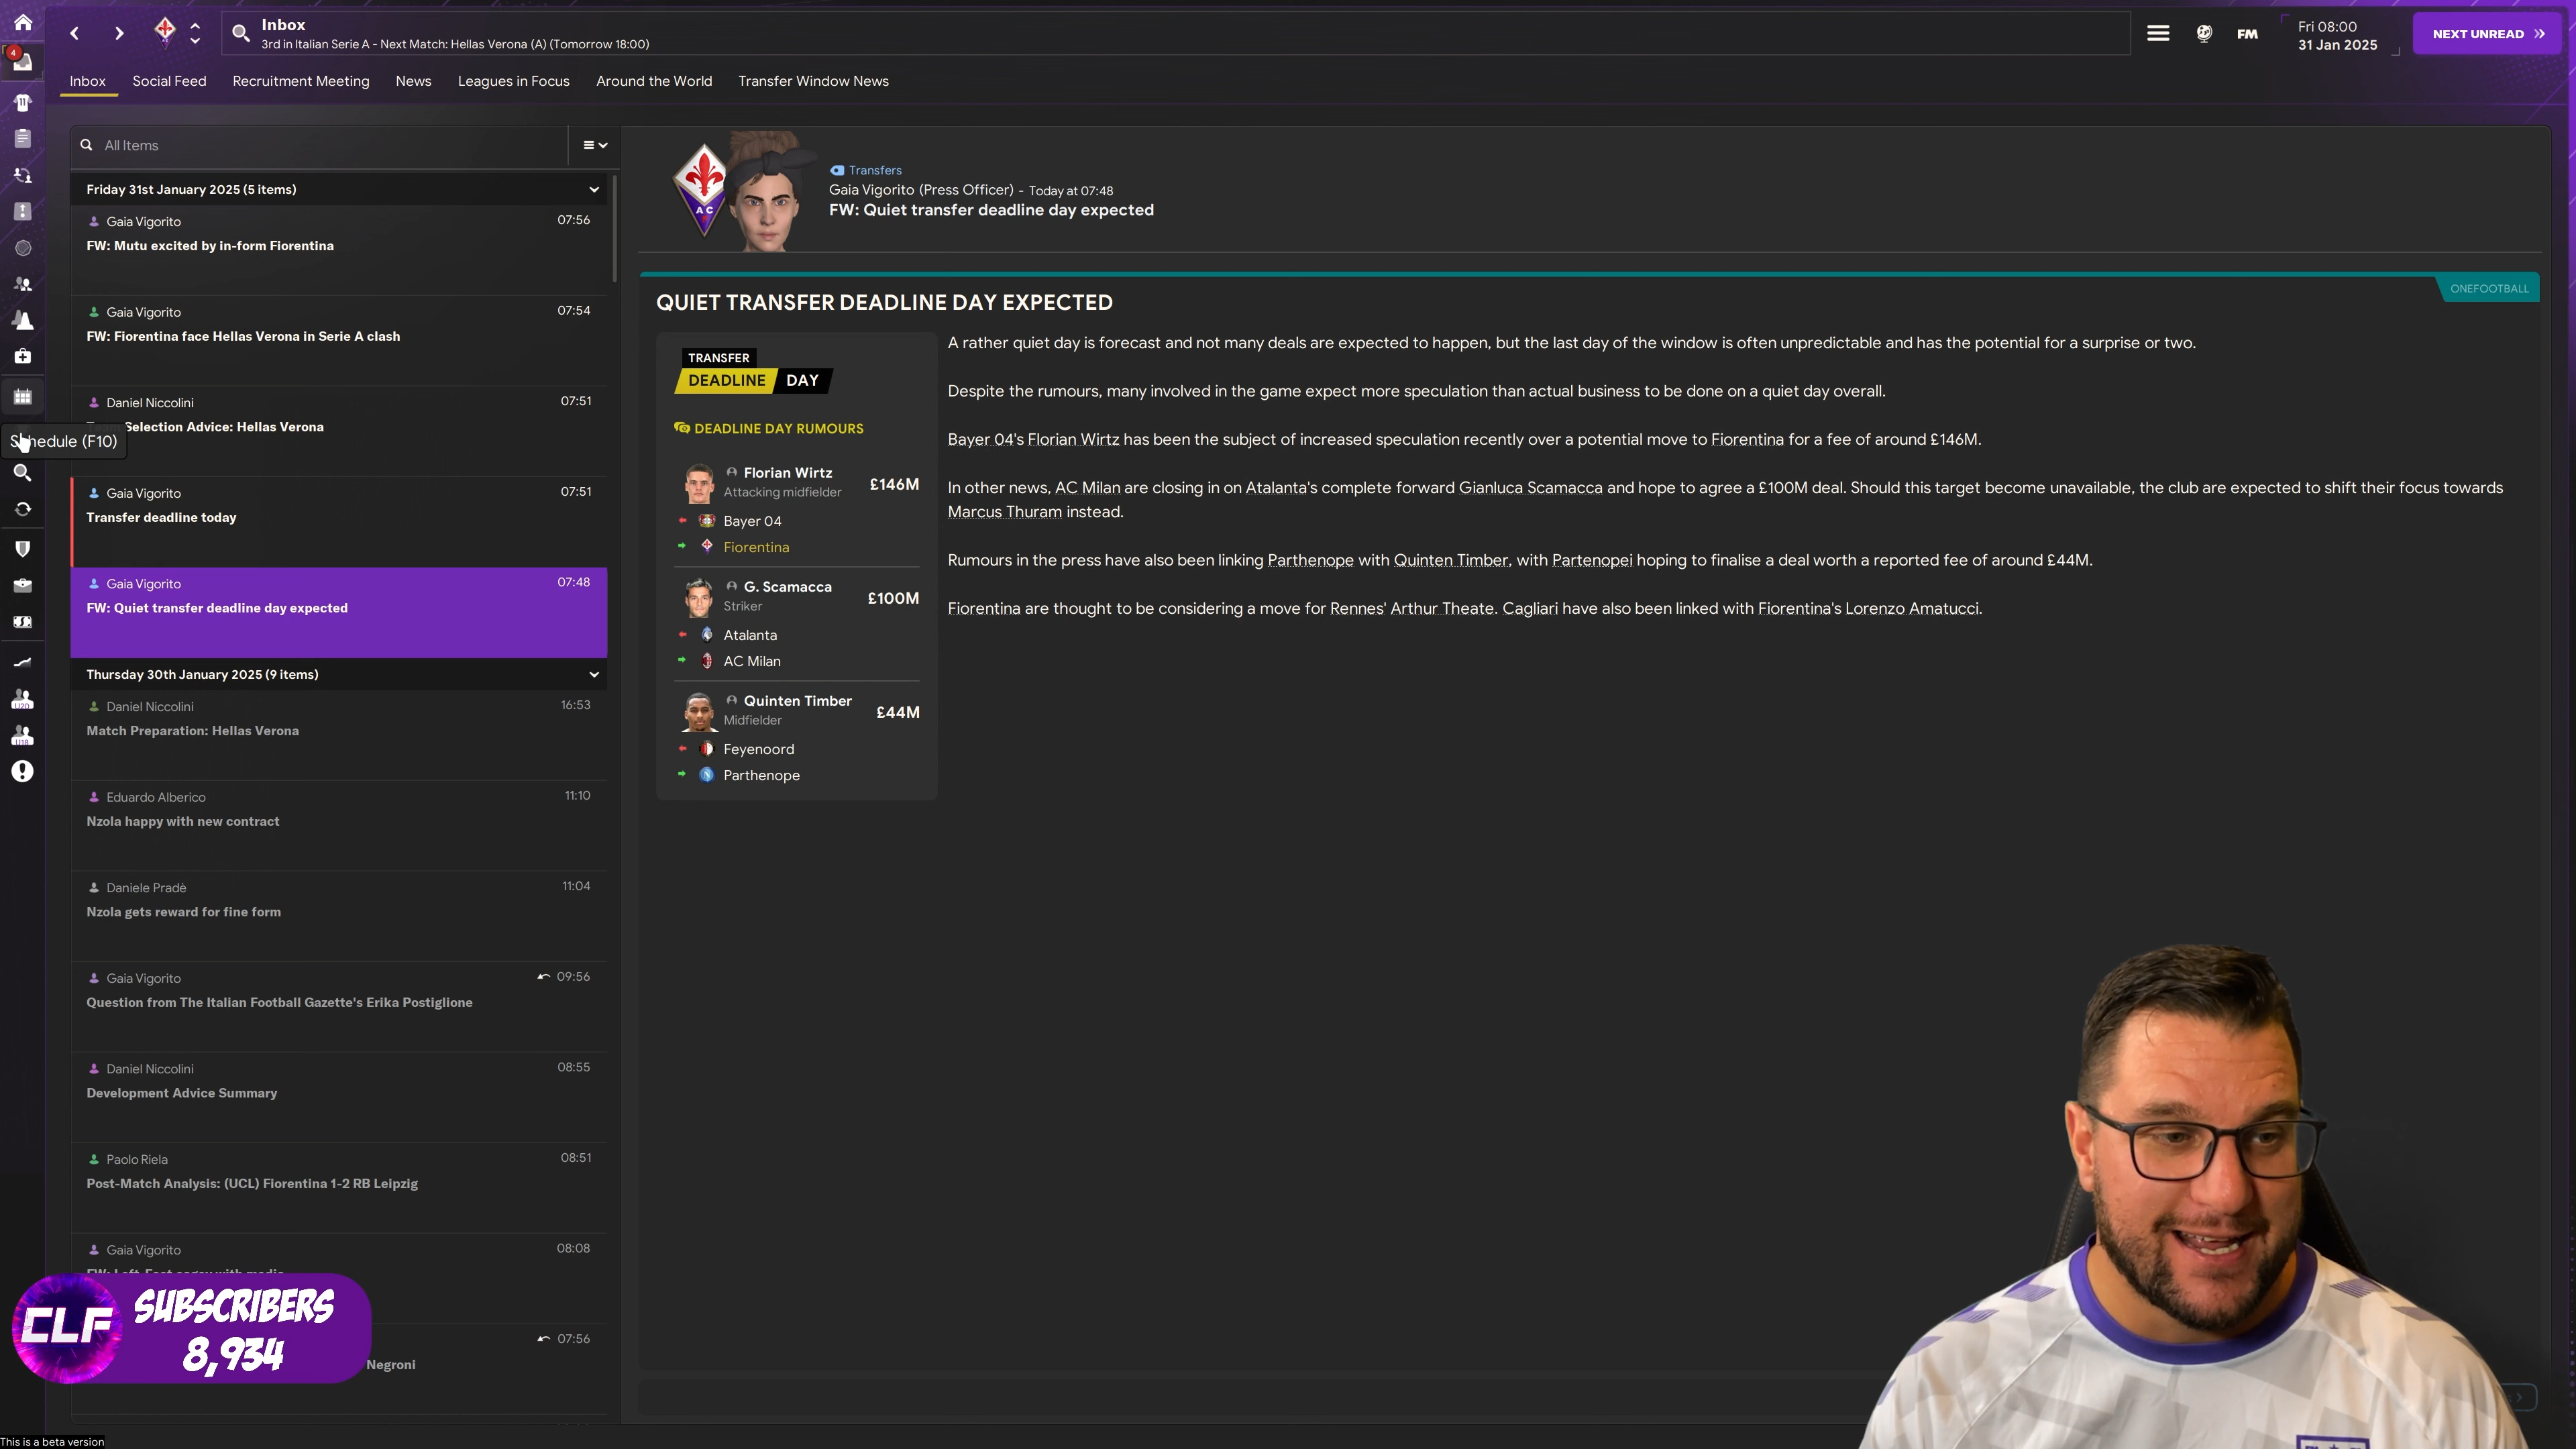 4
Inbox
3rd in Italian Serie A - Next Match: Hellas Verona (A) (Tomorrow 18:00)
FM
Fri 08:00
31 Jan 2025
NEXT UNREAD
Inbox
Social Feed
Recruitment Meeting
News
Leagues in Focus
Around the World
Transfer Window News
All Items
Friday 31st January 2025 (5 items)
Gaia Vigorito
07:56
FW: Mutu excited by in-form Fiorentina
Gaia Vigorito
07:54
FW: Fiorentina face Hellas Verona in Serie A clash
Daniel Niccolini
07:51
Selection Advice: Hellas Verona
Schedule (F10)
Gaia Vigorito
07:51
Transfer deadline today
Gaia Vigorito
07:48
FW: Quiet transfer deadline day expected
Thursday 30th January 2025 (9 items)
Daniel Niccolini
16:53
Match Preparation: Hellas Verona
Eduardo Alberico
11:10
Nzola happy with new contract
Daniele Pradè
11:04
Nzola gets reward for fine form
Gaia Vigorito
09:56
Question from The Italian Football Gazette's Erika Postiglione
Daniel Niccolini
08:55
Development Advice Summary
Paolo Riela
08:51
Post-Match Analysis: (UCL) Fiorentina 1-2 RB Leipzig
Gaia Vigorito
08:08
07:56
Negroni
U20
U18
AC
Transfers
Gaia Vigorito (Press Officer) - Today at 07:48
FW: Quiet transfer deadline day expected
ONEFOOTBALL
QUIET TRANSFER DEADLINE DAY EXPECTED
TRANSFER
DEADLINE DAY
DEADLINE DAY RUMOURS
Florian Wirtz
Attacking midfielder
£146M
Bayer 04
Fiorentina
G. Scamacca
Striker
£100M
Atalanta
AC Milan
Quinten Timber
Midfielder
£44M
Feyenoord
Parthenope
A rather quiet day is forecast and not many deals are expected to happen, but the last day of the window is often unpredictable and has the potential for a surprise or two.
Despite the rumours, many involved in the game expect more speculation than actual business to be done on a quiet day overall.
Bayer 04's Florian Wirtz has been the subject of increased speculation recently over a potential move to Fiorentina for a fee of around £146M.
In other news, AC Milan are closing in on Atalanta's complete forward Gianluca Scamacca and hope to agree a £100M deal. Should this target become unavailable, the club are expected to shift their focus towards
Marcus Thuram instead.
Rumours in the press have also been linking Parthenope with Quinten Timber, with Partenopei hoping to finalise a deal worth a reported fee of around £44M.
Fiorentina are thought to be considering a move for Rennes' Arthur Theate. Cagliari have also been linked with Fiorentina's Lorenzo Amatucci.
CLF
SUBSCRIBERS
8,934
This is a beta version